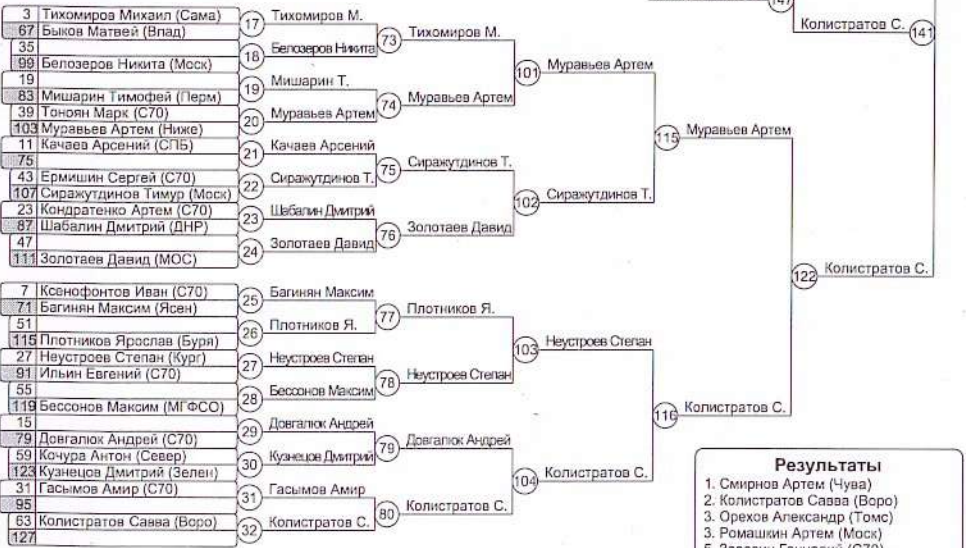 147
Колистратов С. 141
3 Тихомиров Михаил (Сама)
67 Быков Матвей (Влад)
17 Тихомиров М.
35
99 Белозеров Никита (Моск)
18 Белозеров Никита
73 Тихомиров М.
19
83 Мишарин Тимофей (Перм)
19 Мишарин Т.
39 Тоноян Марк (С70)
103 Муравьев Артем (Ниже)
20 Муравьев Артем
74 Муравьев Артем
101 Муравьев Артем
11 Качаев Арсений (СПБ)
75
21 Качаев Арсений
43 Ермишин Сергей (С70)
107 Сиражутдинов Тимур (Моск)
22 Сиражутдинов Т.
75 Сиражутдинов Т.
23 Кондратенко Артем (С70)
87 Шабалин Дмитрий (ДНР)
23 Шабалин Дмитрий
47
111 Золотаев Давид (МОС)
24 Золотаев Давид
76 Золотаев Давид
102 Сиражутдинов Т.
115 Муравьев Артем
122 Колистратов С.
7 Ксенофонтов Иван (С70)
71 Багинян Максим (Ясен)
25 Багинян Максим
51
115 Плотников Ярослав (Буря)
26 Плотников Я.
77 Плотников Я.
27 Неустроев Степан (Кург)
91 Ильин Евгений (С70)
27 Неустроев Степан
55
119 Бессонов Максим (МГФСО)
28 Бессонов Максим
78 Неустроев Степан
103 Неустроев Степан
15
79 Довгалюк Андрей (С70)
29 Довгалюк Андрей
59 Кочура Антон (Север)
123 Кузнецов Дмитрий (Зелен)
30 Кузнецов Дмитрий
79 Довгалюк Андрей
31 Гасымов Амир (С70)
95
31 Гасымов Амир
63 Колистратов Савва (Воро)
127
32 Колистратов С.
80 Колистратов С.
104 Колистратов С.
116 Колистратов С.
Результаты
1. Смирнов Артем (Чува)
2. Колистратов Савва (Воро)
3. Орехов Александр (Томс)
3. Ромашкин Артем (Моск)